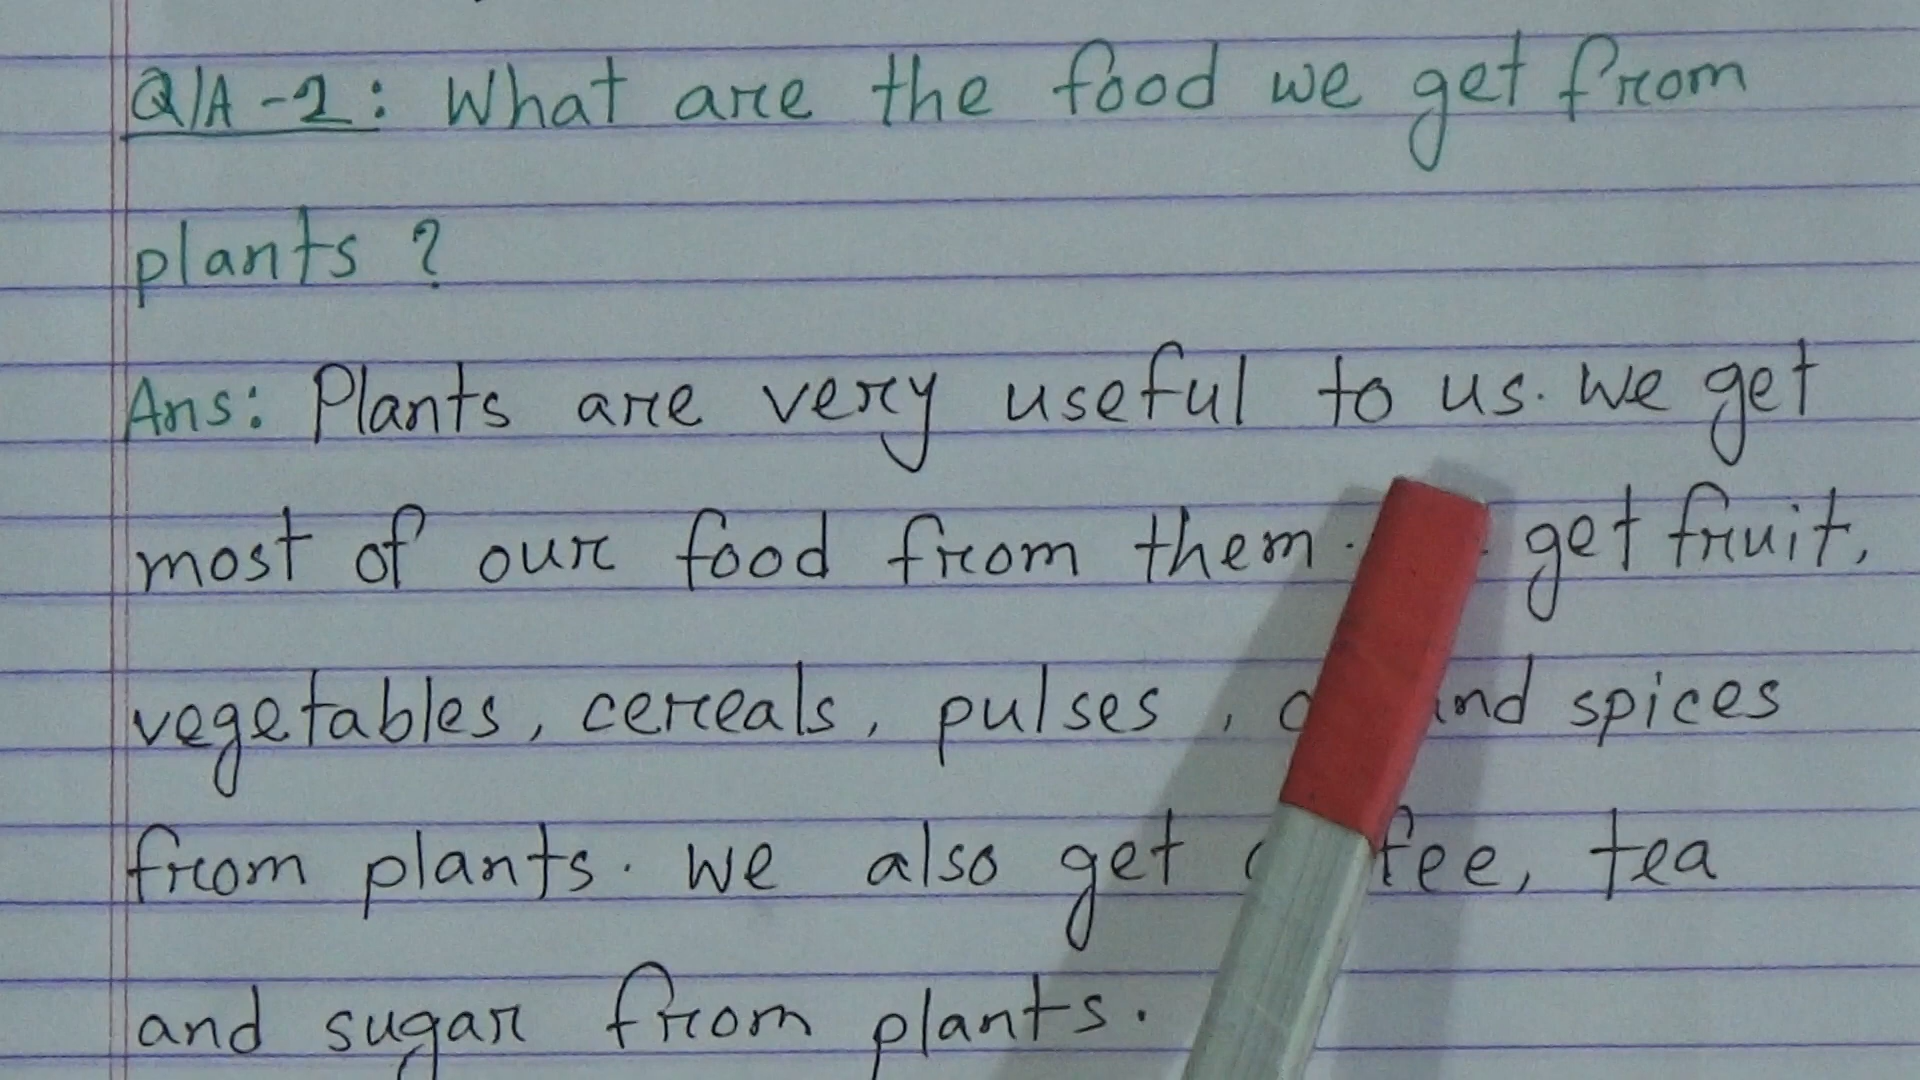 Q/A-2: What are the food we get from
plants ?
Ans: Plants are very useful to us. We get
most of our food from them. get fruit,
vegetables, cereals, pulses, and spices
from plants. We also get coffee, tea
and sugar from plants.